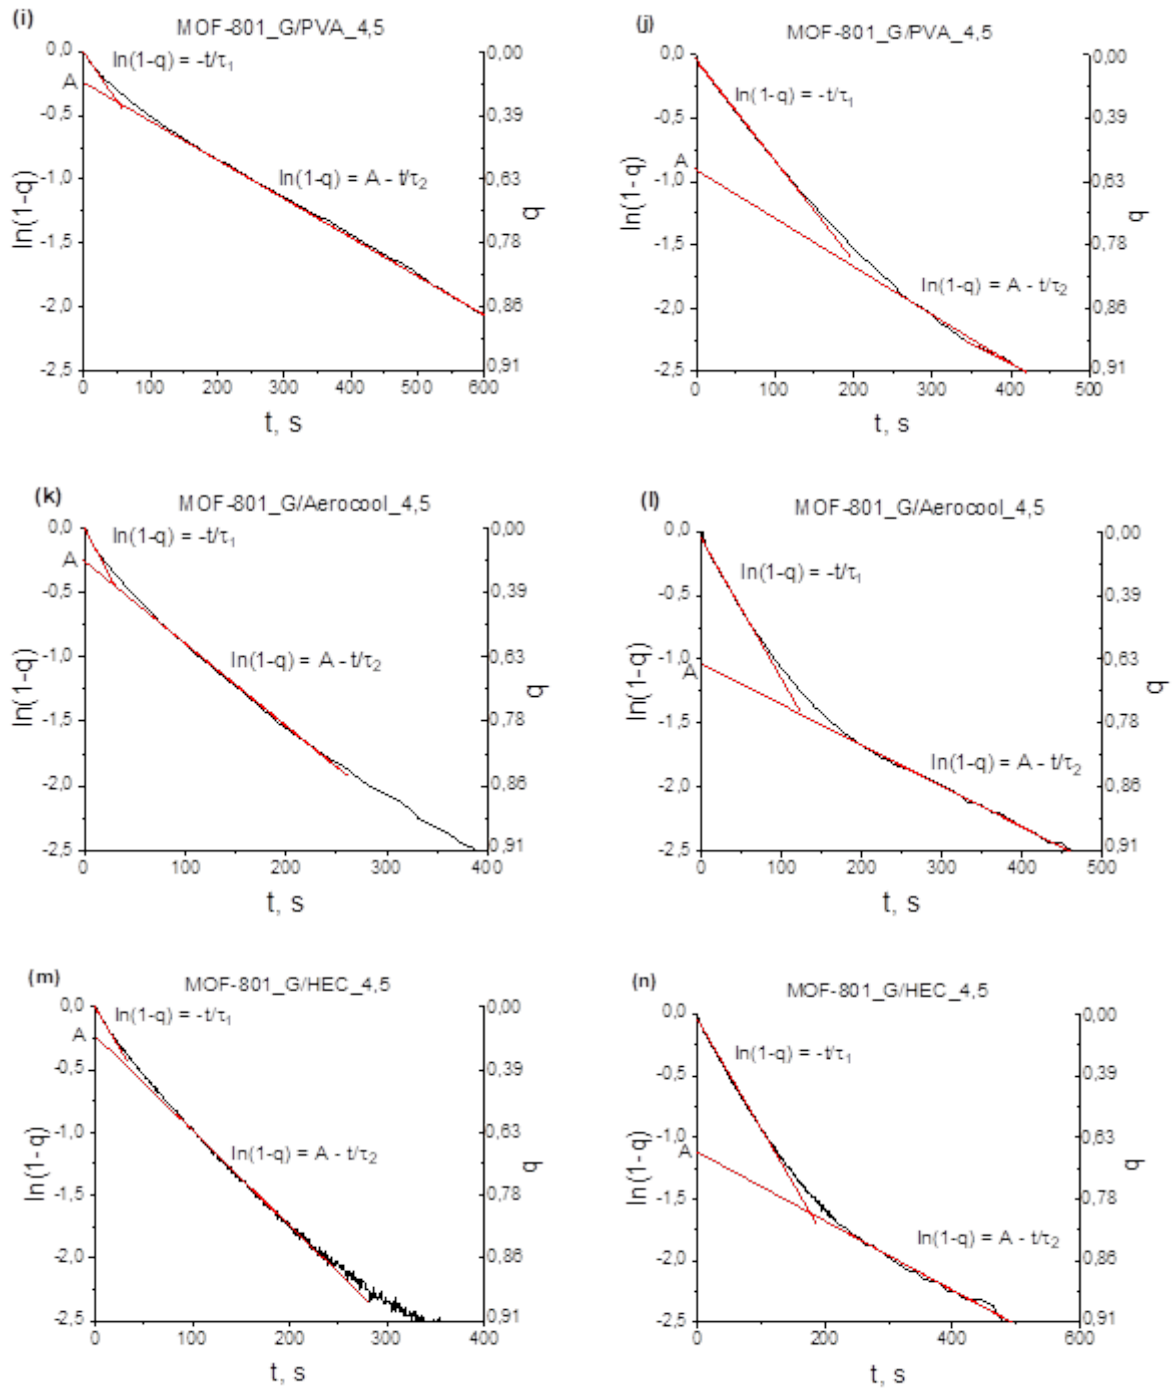 (i)
MOF-801_G/PVA_4,5
0,0
A
-0,5
-1,0
-1,5
-2,0
-2,5
ln(1-q)
ln(1-q) = -t/τ1
ln(1-q) = A - t/τ2
0,00
0,39
0,63
0,78
0,86
0,91
q
0 100 200 300 400 500 600
t, s
(j)
MOF-801_G/PVA_4,5
0,0
-0,5
A
-1,0
-1,5
-2,0
-2,5
ln(1-q)
ln(1-q) = -t/τ1
ln(1-q) = A - t/τ2
0,00
0,39
0,63
0,78
0,86
0,91
q
0 100 200 300 400 500
t, s
(k)
MOF-801_G/Aerocool_4,5
0,0
A
-0,5
-1,0
-1,5
-2,0
-2,5
ln(1-q)
ln(1-q) = -t/τ1
ln(1-q) = A - t/τ2
0,00
0,39
0,63
0,78
0,86
0,91
q
0 100 200 300 400
t, s
(l)
MOF-801_G/Aerocool_4,5
0,0
-0,5
-1,0
A
-1,5
-2,0
-2,5
ln(1-q)
ln(1-q) = -t/τ1
ln(1-q) = A - t/τ2
0,00
0,39
0,63
0,78
0,86
0,91
q
0 100 200 300 400 500
t, s
(m)
MOF-801_G/HEC_4,5
0,0
A
-0,5
-1,0
-1,5
-2,0
-2,5
ln(1-q)
ln(1-q) = -t/τ1
ln(1-q) = A - t/τ2
0,00
0,39
0,63
0,78
0,86
0,91
q
0 100 200 300 400
t, s
(n)
MOF-801_G/HEC_4,5
0,0
-0,5
-1,0
A
-1,5
-2,0
-2,5
ln(1-q)
ln(1-q) = -t/τ1
ln(1-q) = A - t/τ2
0,00
0,39
0,63
0,78
0,86
0,91
q
0 200 400 600
t, s